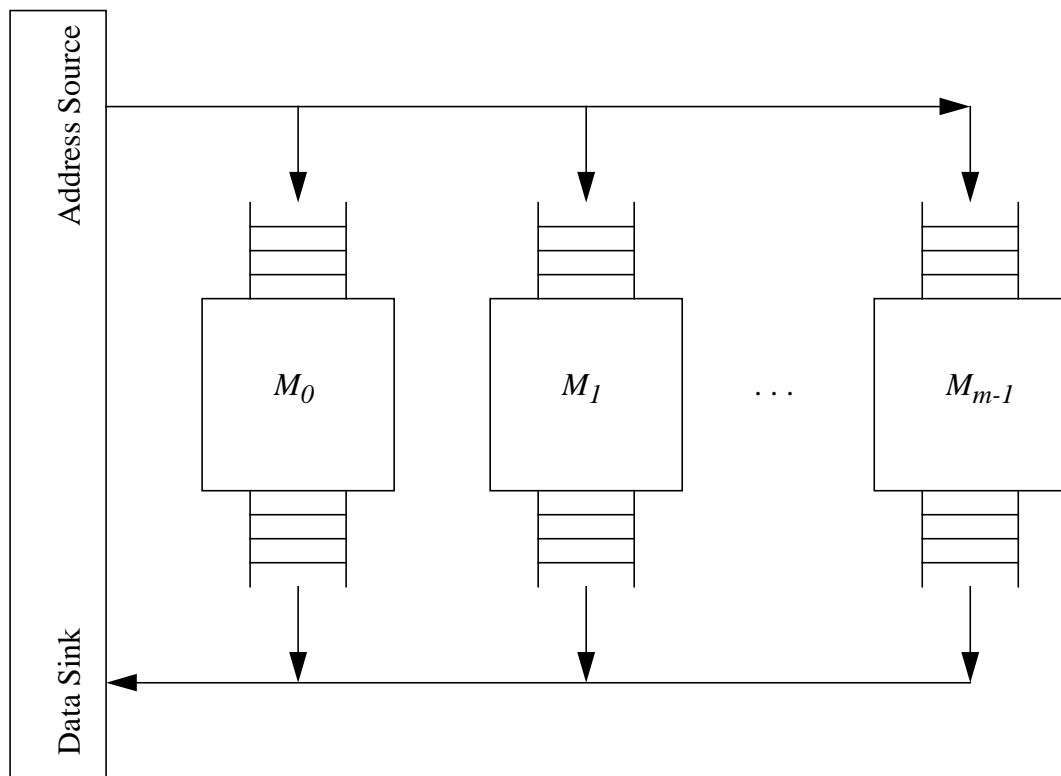 Address Source
M0
M1
. . .
Mm-1
Data Sink